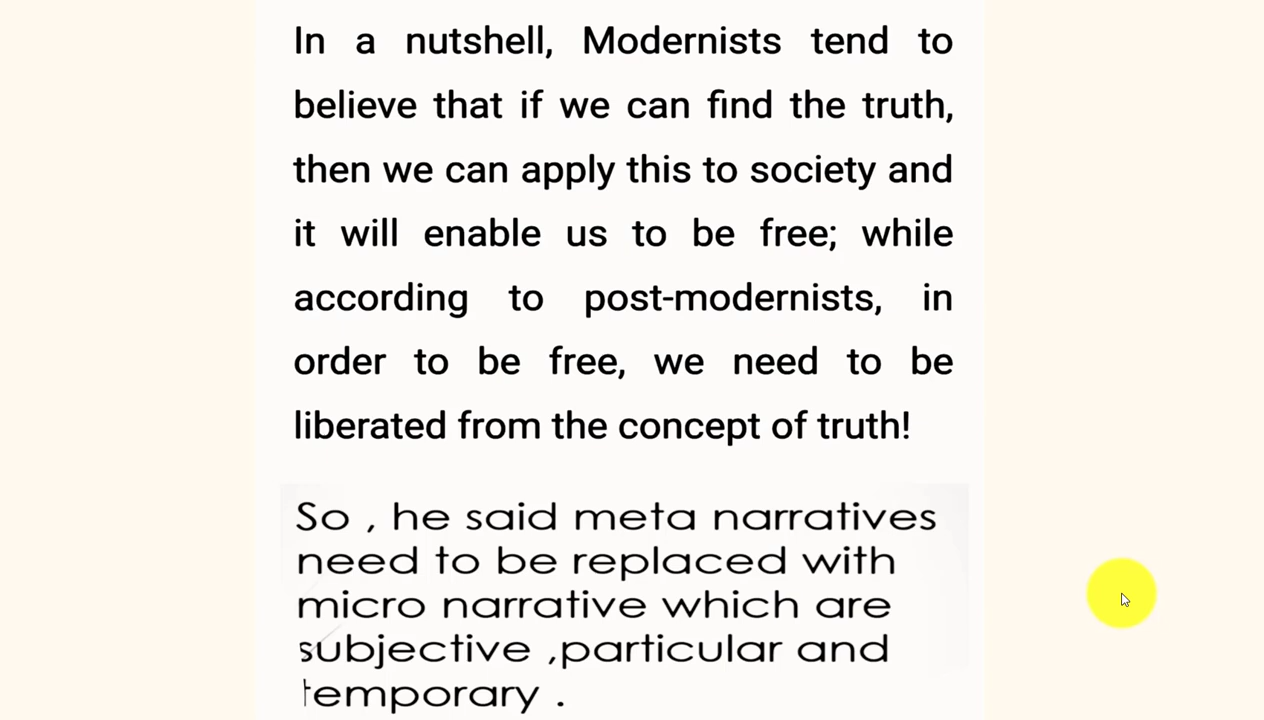 In a nutshell, Modernists tend to
believe that if we can find the truth,
then we can apply this to society and
it will enable us to be free; while
according to post-modernists, in
order to be free, we need to be
liberated from the concept of truth!
So , he said meta narratives
need to be replaced with
micro narrative which are
subjective ,particular and
temporary .